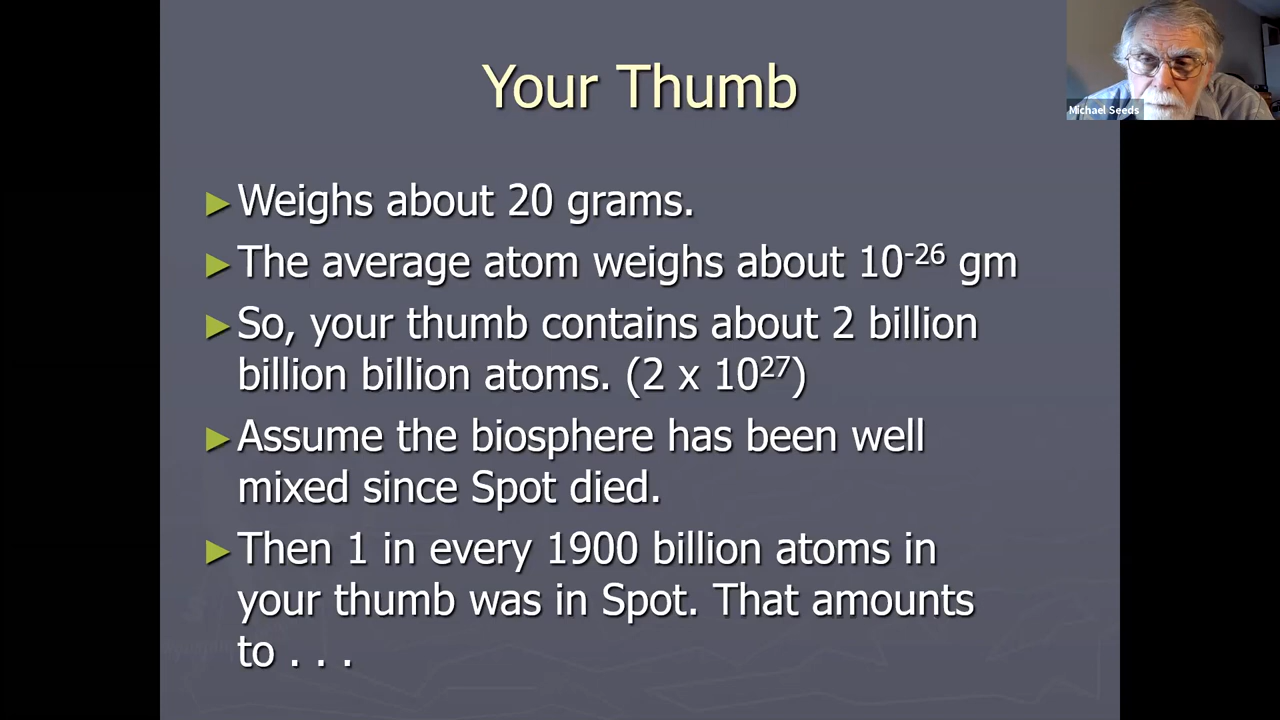 Your Thumb
Michael Seeds
►Weighs about 20 grams.
►The average atom weighs about 10⁻²⁶ gm
►So, your thumb contains about 2 billion
billion billion atoms. (2 x 10²⁷)
►Assume the biosphere has been well
mixed since Spot died.
►Then 1 in every 1900 billion atoms in
your thumb was in Spot. That amounts
to . . .